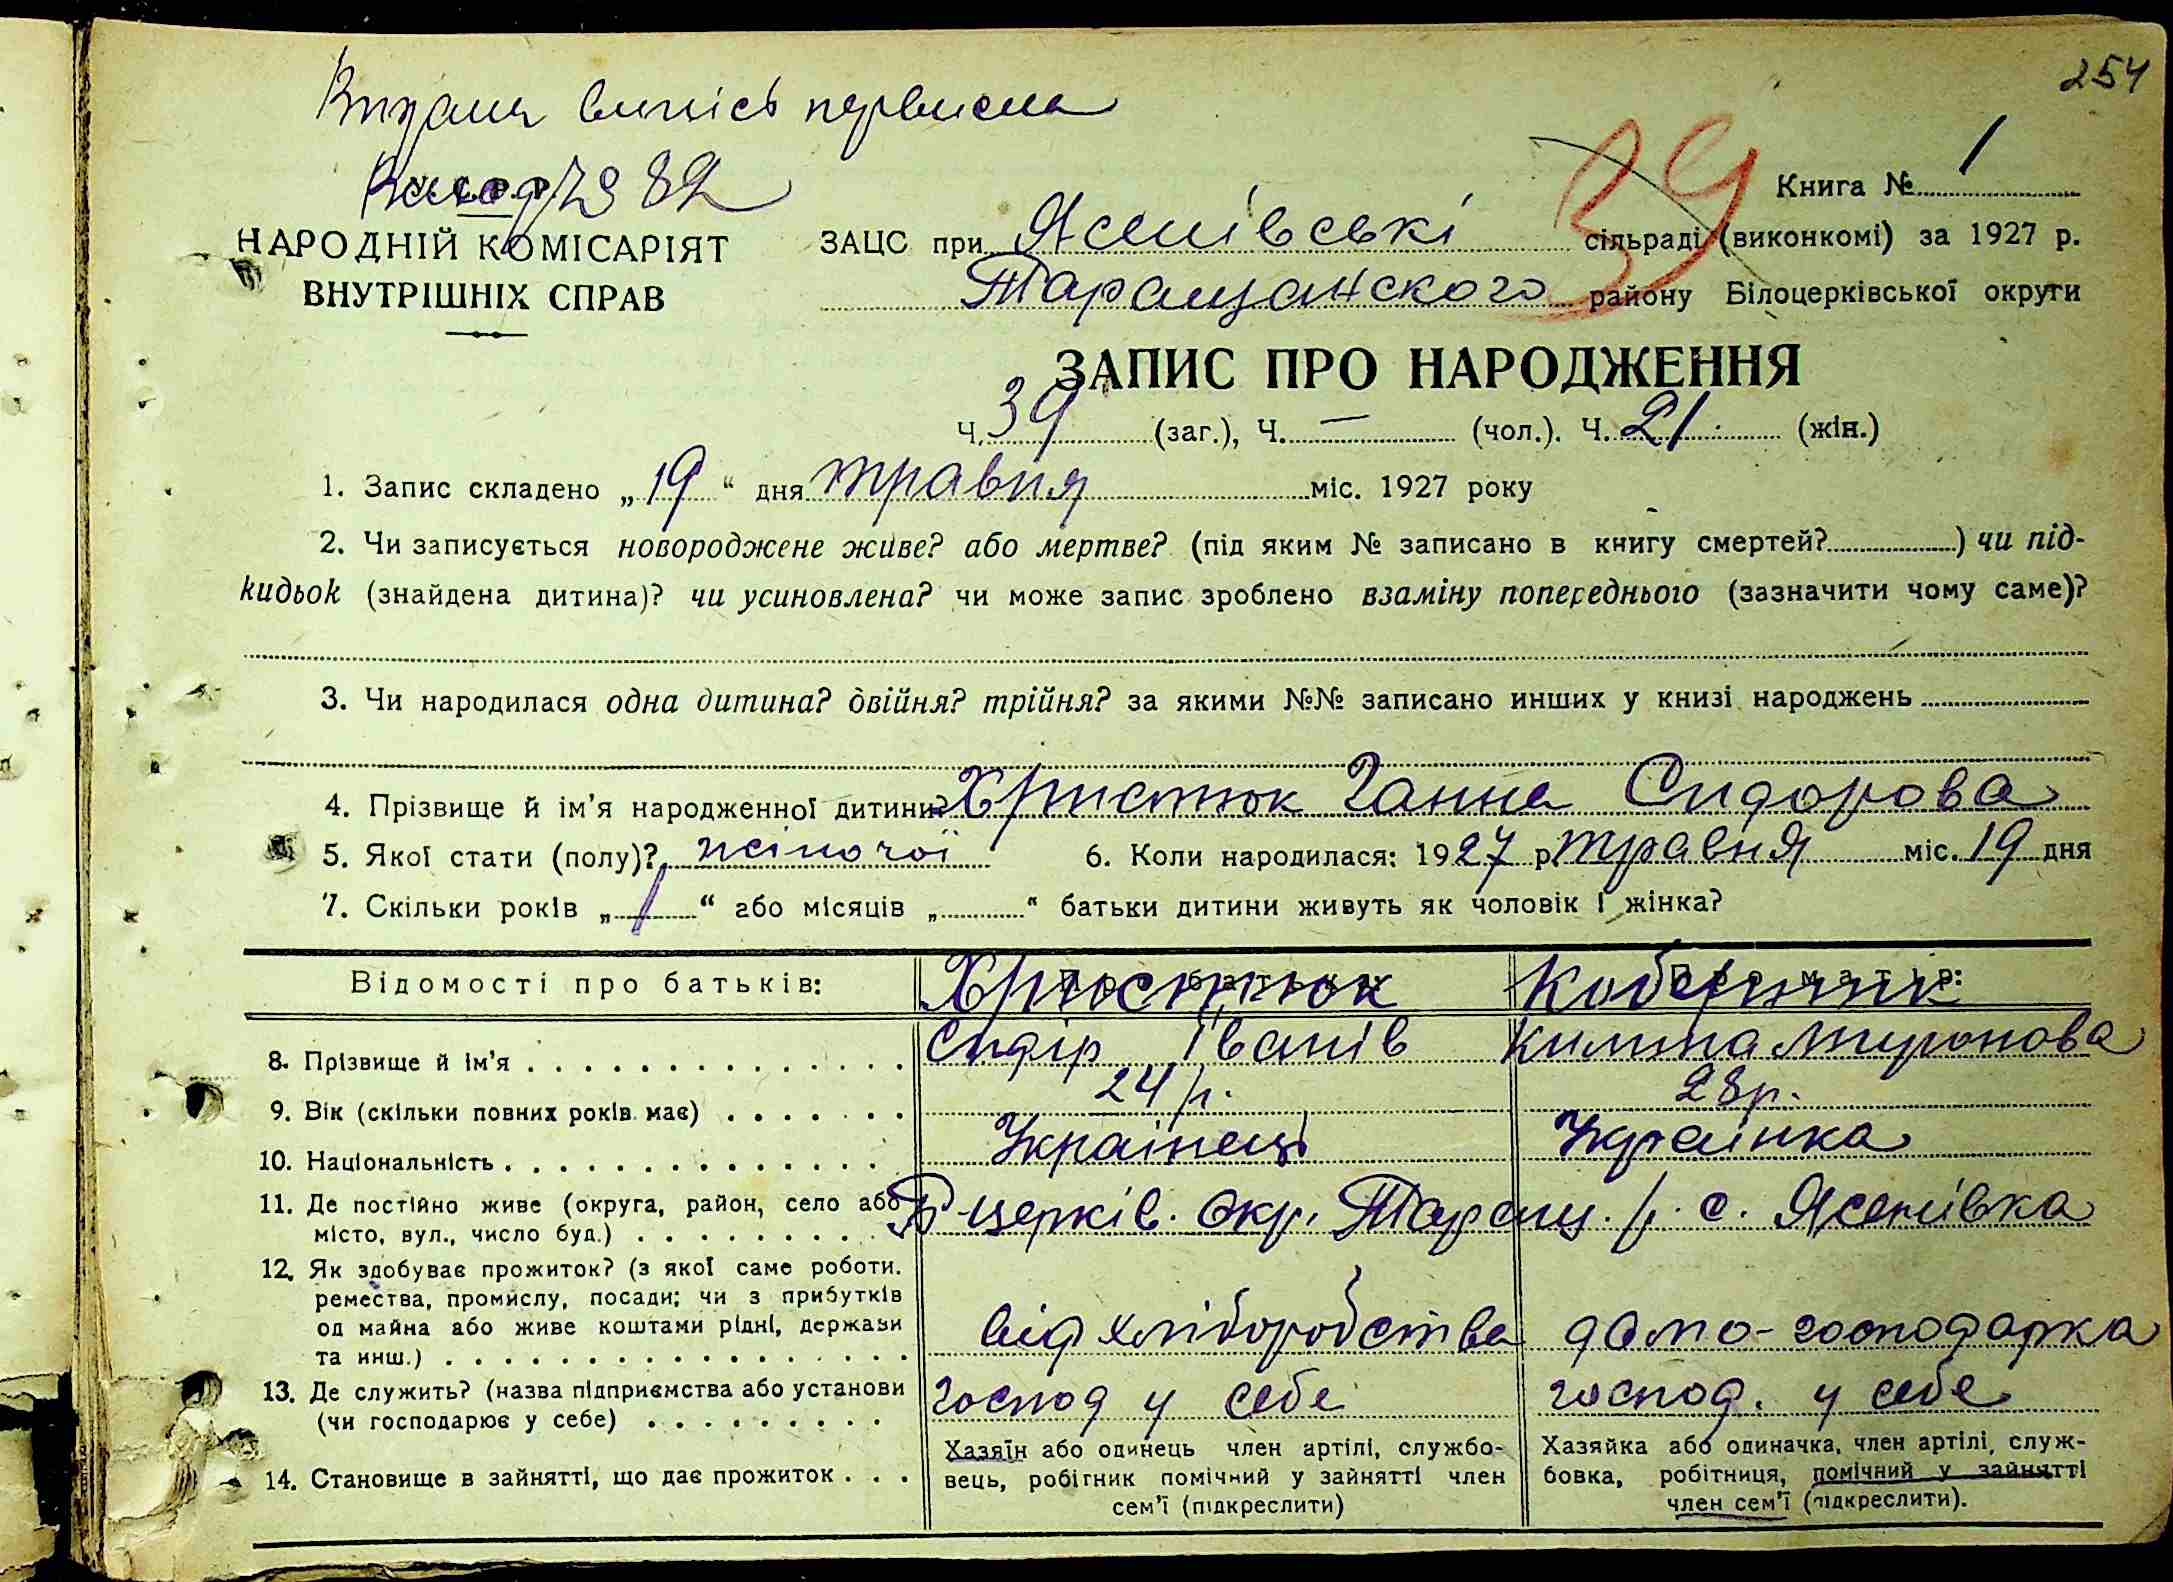 254
Видана випись первисна
Книга № 1
НАРОДНІЙ КОМІСАРІЯТ
ВНУТРІШНІХ СПРАВ
ЗАЦС при Ясенівські сільраді (виконкомі) за 1927 р.
39
Таращанского району Білоцерківської округи
ЗАПИС ПРО НАРОДЖЕННЯ
Ч. 39 (заг.), Ч. — (чол.). Ч. 21. (жін.)
1. Запис складено „19“ дня травня міс. 1927 року
2. Чи записується новороджене живе? або мертве? (під яким № записано в книгу смертей?) чи під-
кидьок (знайдена дитина)? чи усиновлена? чи може запис зроблено взаміну попереднього (зазначити чому саме)?
3. Чи народилася одна дитина? двійня? трійня? за якими №№ записано инших у книзі народжень
4. Прізвище й ім'я народженної дитини? Христюк Ганна Сидорова
5. Якої стати (полу)? жіночої 6. Коли народилася: 1927 р травня міс. 19 дня
7. Скільки років „1“ або місяців „“ батьки дитини живуть як чоловік і жінка?
Відомості про батьків: Христюк
8. Прізвище й ім'я Сидір Іванів Килина Миронова
9. Вік (скільки повних років має) 24 р. 23р.
10. Національність Українець Українка
11. Де постійно живе (округа, район, село або
місто, вул., число буд.) Б-церків. окр. Таращ. р. с. Ясенівка
12. Як здобуває прожиток? (з якої саме роботи.
ремества, промислу, посади; чи з прибутків
од майна або живе коштами рідні, держави
та инш.) від хліборобства домо-господарка
13. Де служить? (назва підприємства або установи
(чи господарює у себе) господ у себе господ. у себе
14. Становище в зайнятті, що дає прожиток
Хазяїн або одинець член артілі, службо-
вець, робітник помічний у зайнятті член
сем'ї (підкреслити)
Хазяйка або одиначка, член артілі, служ-
бовка, робітниця, помічний у зайнятті
член сем'ї (підкреслити).